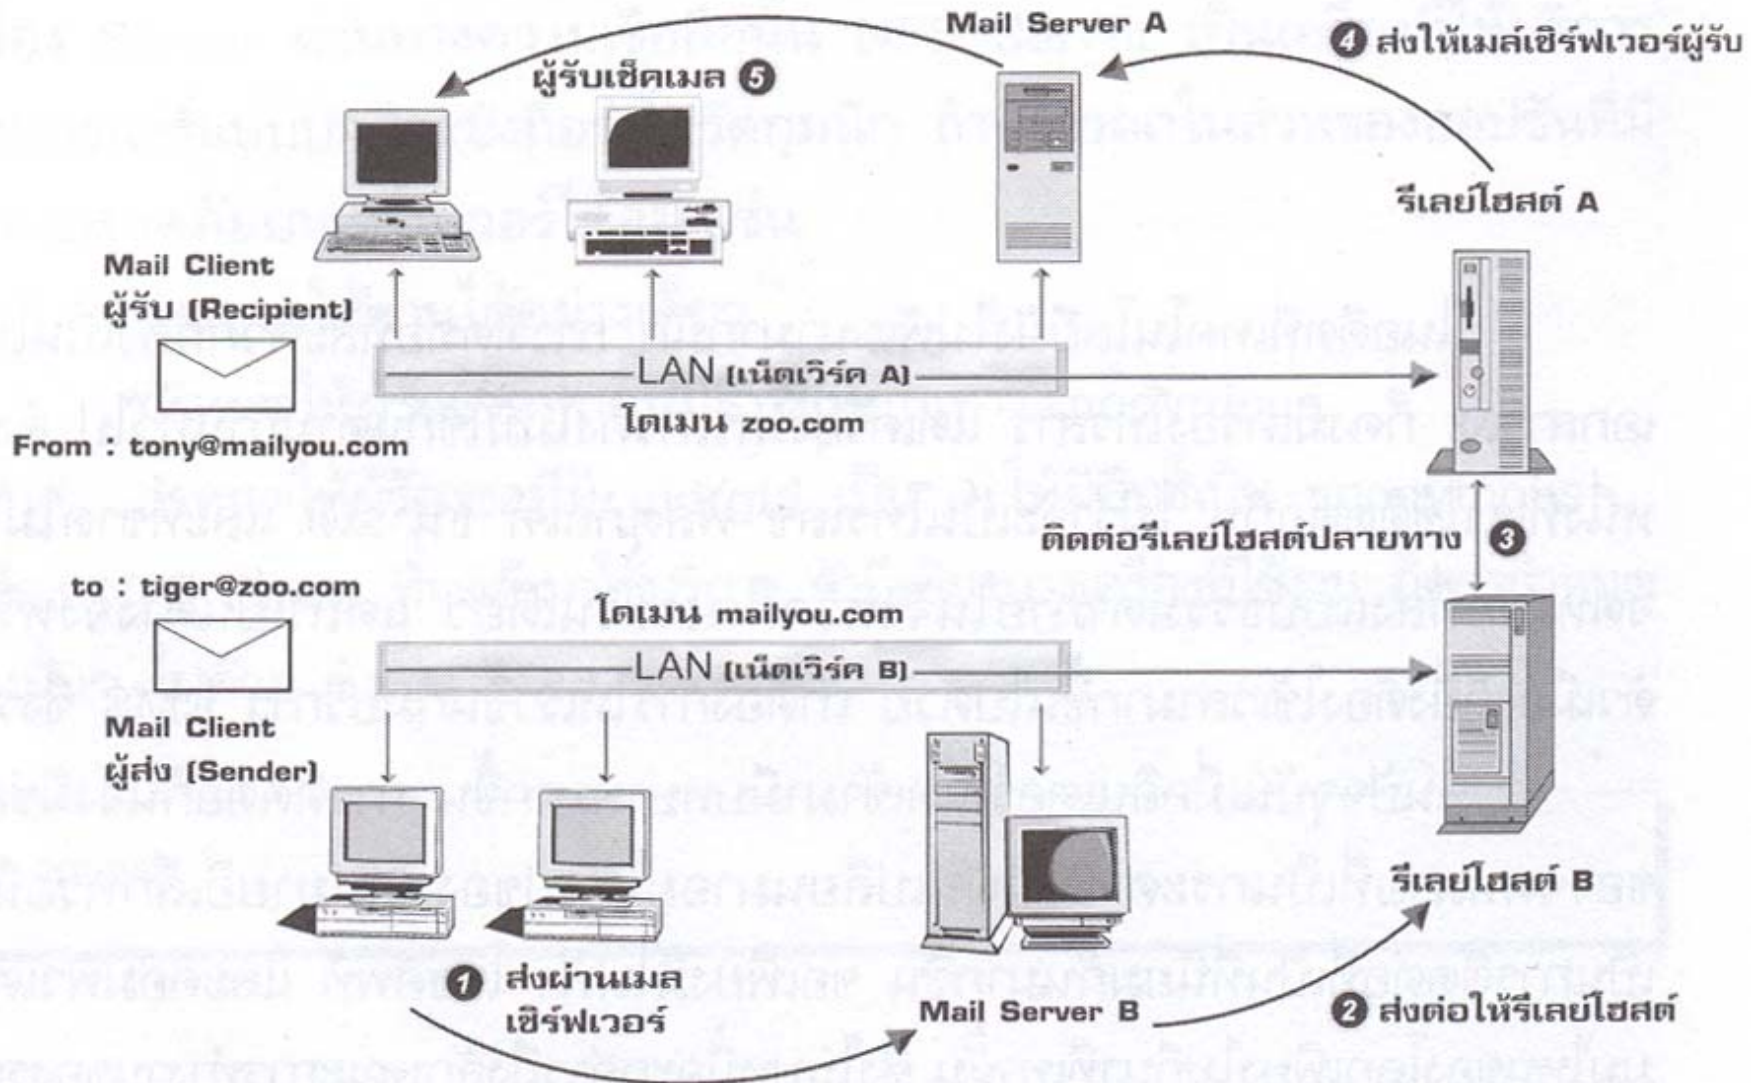 Mail Server A
❹ ส่งให้เมล์เซิร์ฟเวอร์ผู้รับ
ผู้รับเช็คเมล ❺
รีเลย์โฮสต์ A
Mail Client
ผู้รับ (Recipient)
LAN (เน็ตเวิร์ค A)
โดเมน zoo.com
From : tony@mailyou.com
ติดต่อรีเลย์โฮสต์ปลายทาง ❸
to : tiger@zoo.com
โดเมน mailyou.com
LAN (เน็ตเวิร์ค B)
Mail Client
ผู้ส่ง (Sender)
รีเลย์โฮสต์ B
❶ ส่งผ่านเมล
เซิร์ฟเวอร์
Mail Server B
❷ ส่งต่อให้รีเลย์โฮสต์